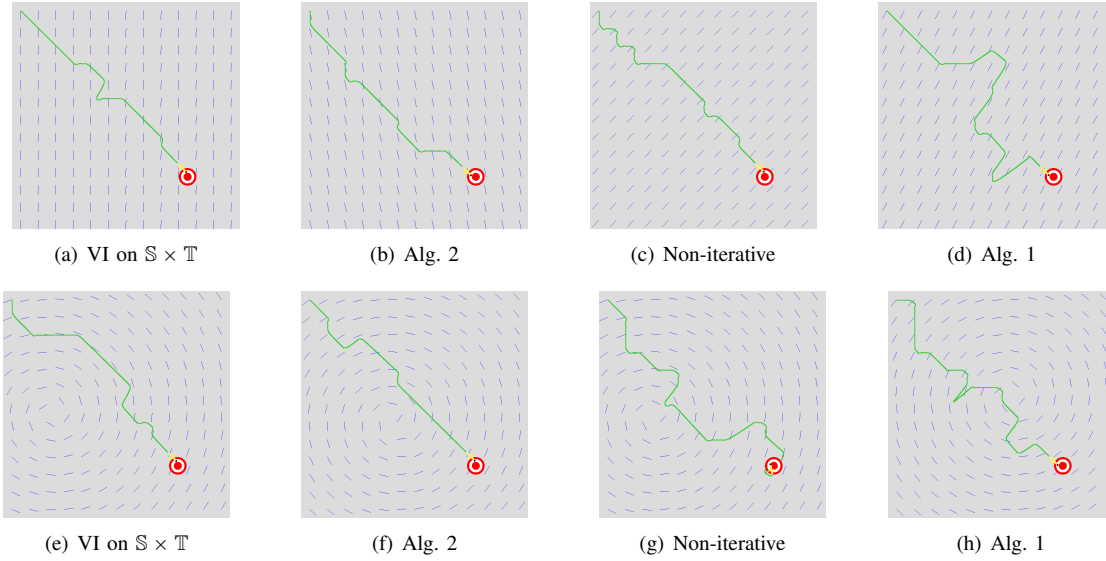 (a) VI on 𝕊 × 𝕋 (b) Alg. 2 (c) Non-iterative (d) Alg. 1
(e) VI on 𝕊 × 𝕋 (f) Alg. 2 (g) Non-iterative (h) Alg. 1